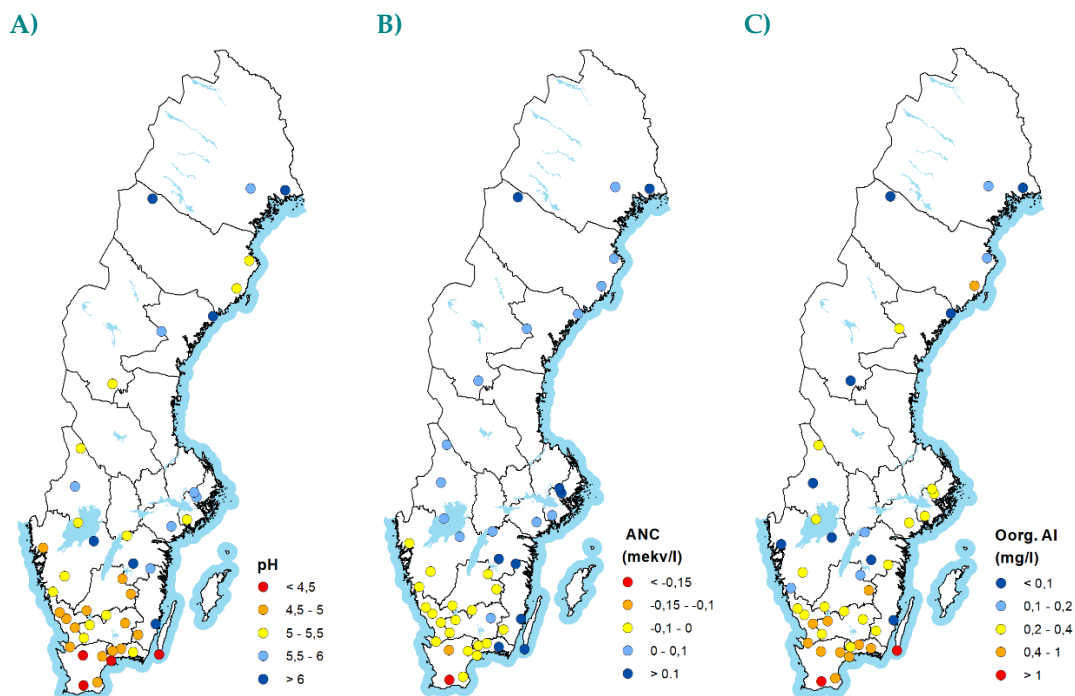 A)
B)
C)
pH
< 4,5
4,5 - 5
5 - 5,5
5,5 - 6
> 6
ANC
(mekv/l)
< -0,15
-0,15 - -0,1
-0,1 - 0
0 - 0,1
> 0.1
Oorg. Al
(mg/l)
< 0,1
0,1 - 0,2
0,2 - 0,4
0,4 - 1
> 1